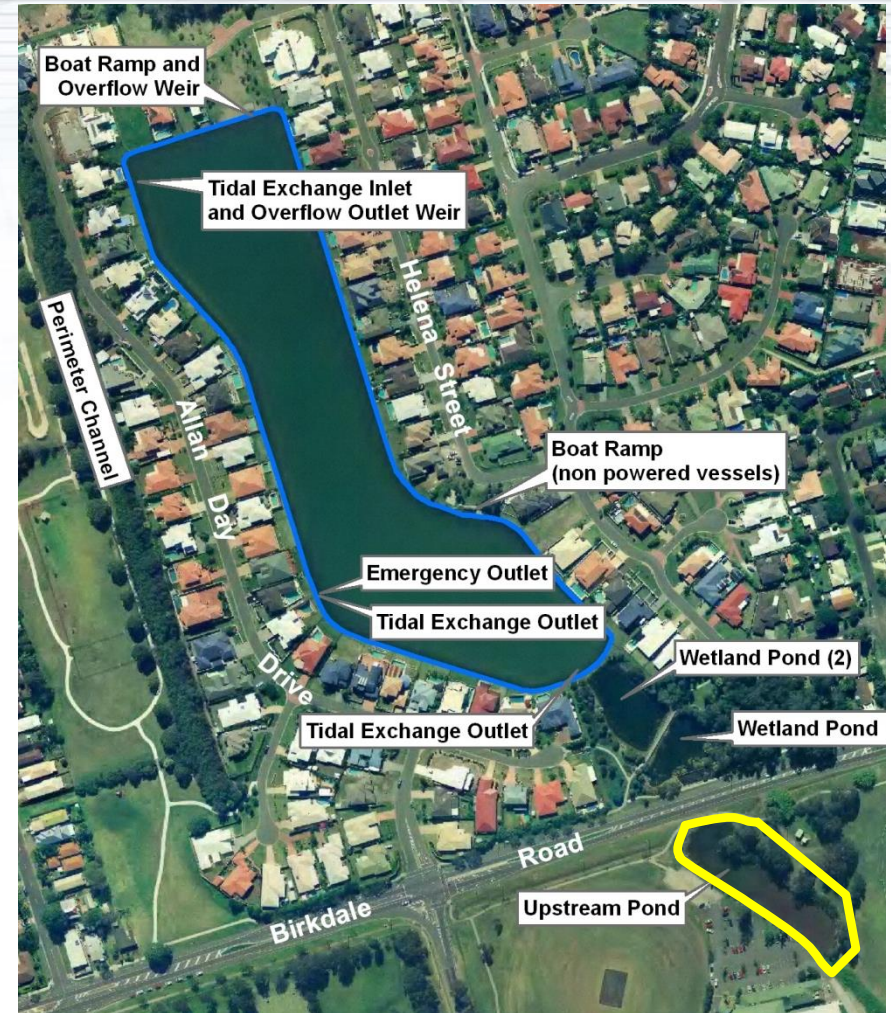 Boat Ramp and
Overflow Weir
Tidal Exchange Inlet
and Overflow Outlet Weir
Helena Street
Perimeter Channel
Allan Day Drive
Boat Ramp
(non powered vessels)
Emergency Outlet
Tidal Exchange Outlet
Wetland Pond (2)
Tidal Exchange Outlet
Wetland Pond
Birkdale Road
Upstream Pond